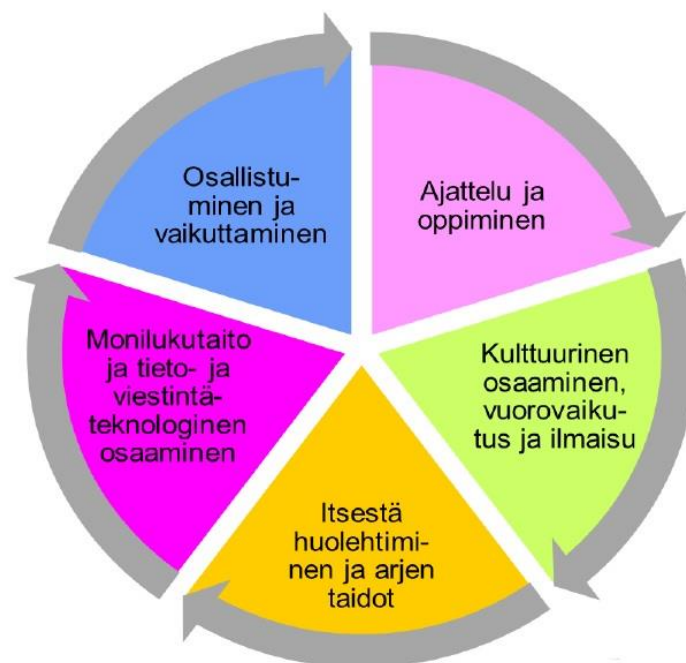 Osallistu-
minen ja
vaikuttaminen
Ajattelu ja
oppiminen
Kulttuurinen
osaaminen,
vuorovaiku-
tus ja ilmaisu
Itsestä
huolehtimi-
nen ja arjen
taidot
Monilukutaito
ja tieto- ja
viestintä-
teknologinen
osaaminen